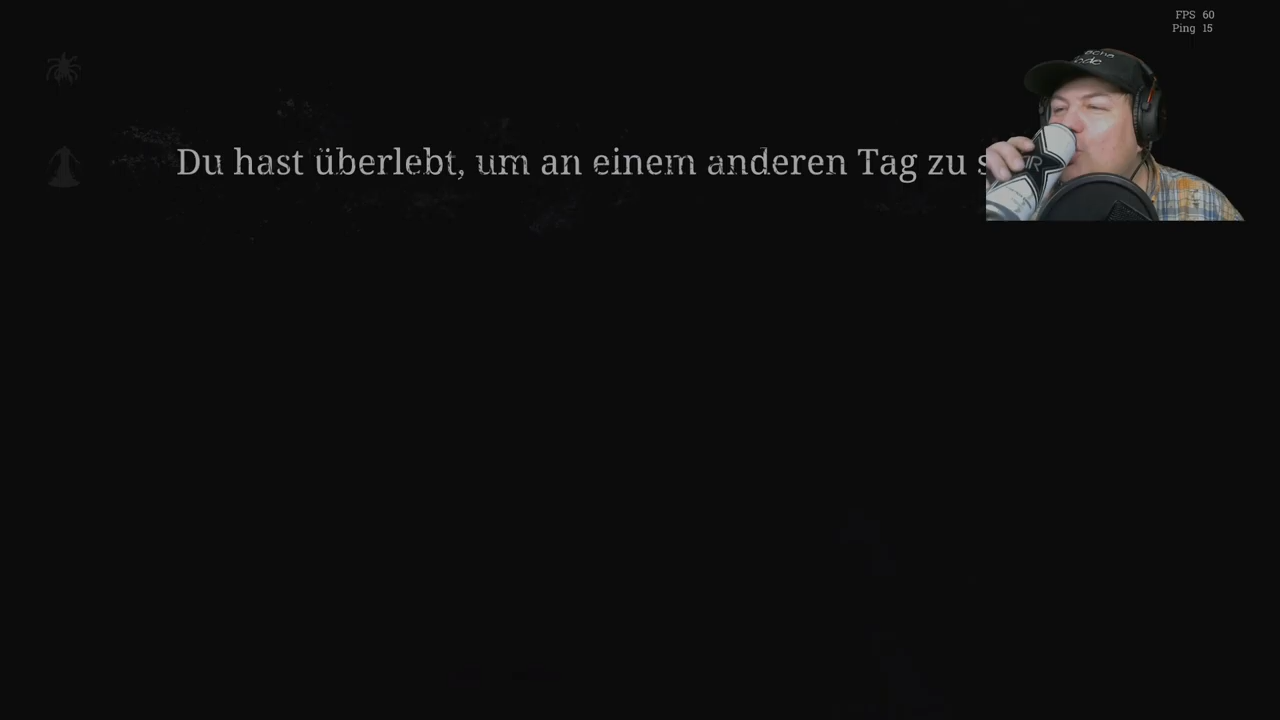 FPS 60
Ping 15
Du hast überlebt, um an einem anderen Tag zu